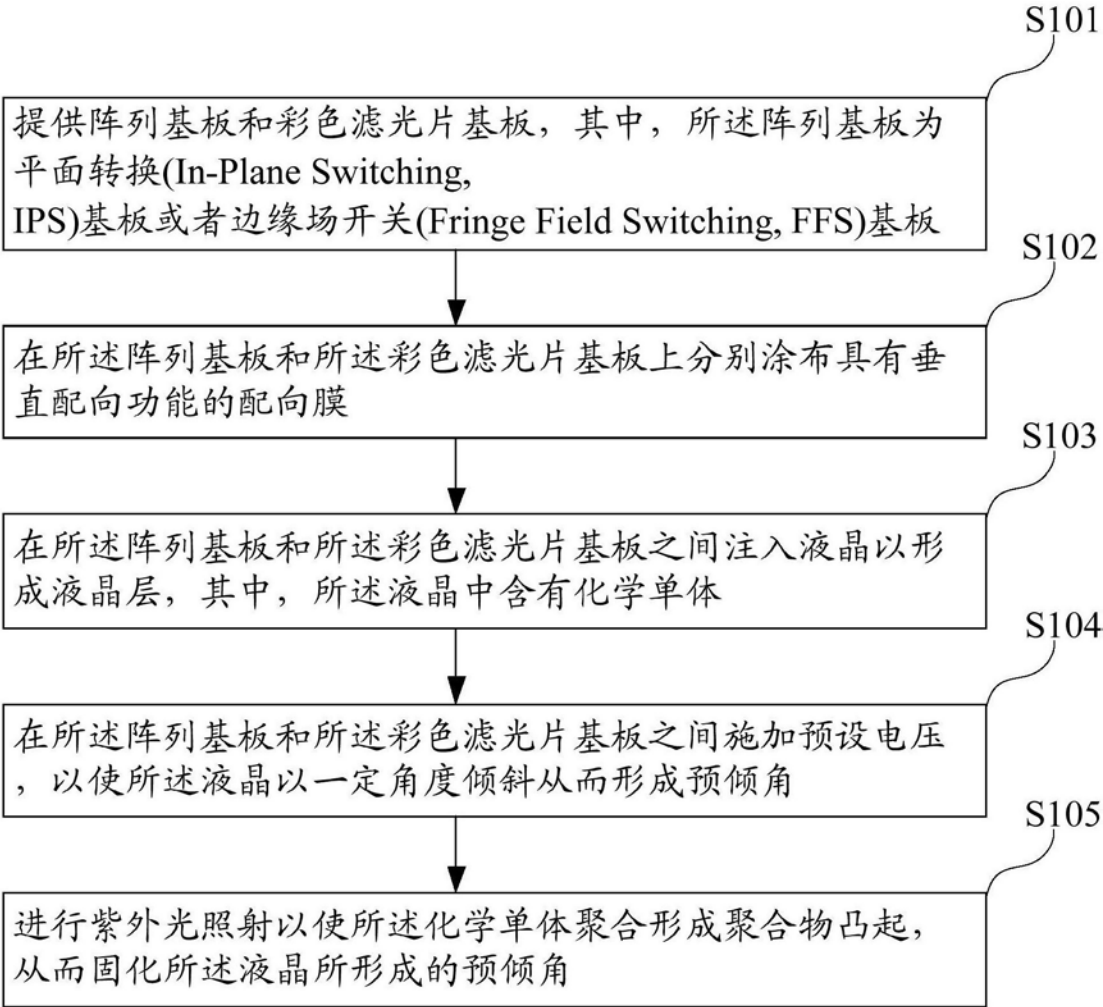 S101
提供阵列基板和彩色滤光片基板，其中，所述阵列基板为
平面转换(In-Plane Switching,
IPS)基板或者边缘场开关(Fringe Field Switching, FFS)基板
S102
在所述阵列基板和所述彩色滤光片基板上分别涂布具有垂
直配向功能的配向膜
S103
在所述阵列基板和所述彩色滤光片基板之间注入液晶以形
成液晶层，其中，所述液晶中含有化学单体
S104
在所述阵列基板和所述彩色滤光片基板之间施加预设电压
，以使所述液晶以一定角度倾斜从而形成预倾角
S105
进行紫外光照射以使所述化学单体聚合形成聚合物凸起，
从而固化所述液晶所形成的预倾角